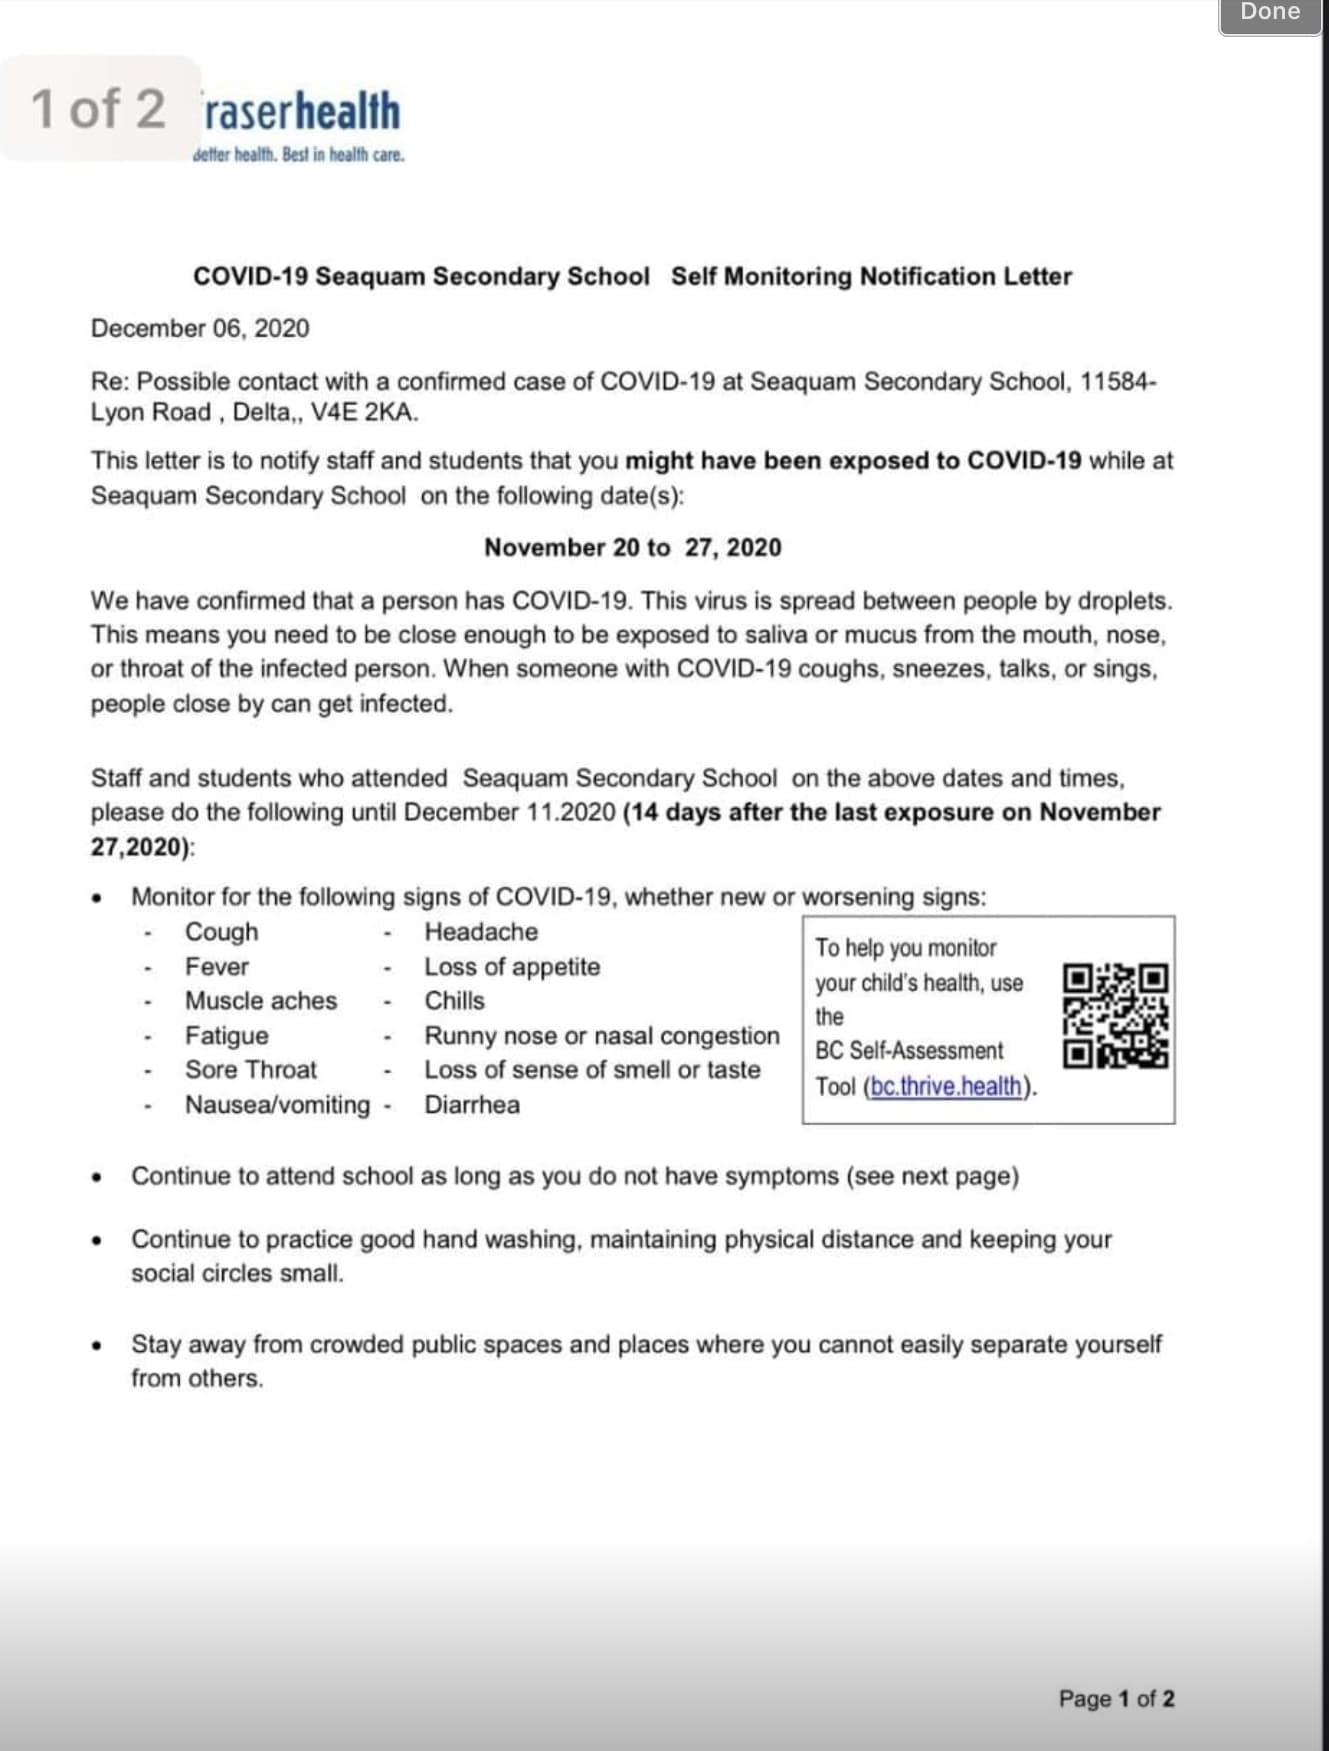 Done
1 of 2 raserhealth
etter health. Best in health care.
COVID-19 Seaquam Secondary School Self Monitoring Notification Letter
December 06, 2020
Re: Possible contact with a confirmed case of COVID-19 at Seaquam Secondary School, 11584-
Lyon Road , Delta,, V4E 2KA.
This letter is to notify staff and students that you might have been exposed to COVID-19 while at
Seaquam Secondary School on the following date(s):
November 20 to 27, 2020
We have confirmed that a person has COVID-19. This virus is spread between people by droplets.
This means you need to be close enough to be exposed to saliva or mucus from the mouth, nose,
or throat of the infected person. When someone with COVID-19 coughs, sneezes, talks, or sings,
people close by can get infected.
Staff and students who attended Seaquam Secondary School on the above dates and times,
please do the following until December 11.2020 (14 days after the last exposure on November
27,2020):
• Monitor for the following signs of COVID-19, whether new or worsening signs:
- Cough - Headache
- Fever - Loss of appetite
- Muscle aches - Chills
- Fatigue - Runny nose or nasal congestion
- Sore Throat - Loss of sense of smell or taste
- Nausea/vomiting - Diarrhea
To help you monitor
your child's health, use
the
BC Self-Assessment
Tool (bc.thrive.health).
• Continue to attend school as long as you do not have symptoms (see next page)
• Continue to practice good hand washing, maintaining physical distance and keeping your
social circles small.
• Stay away from crowded public spaces and places where you cannot easily separate yourself
from others.
Page 1 of 2